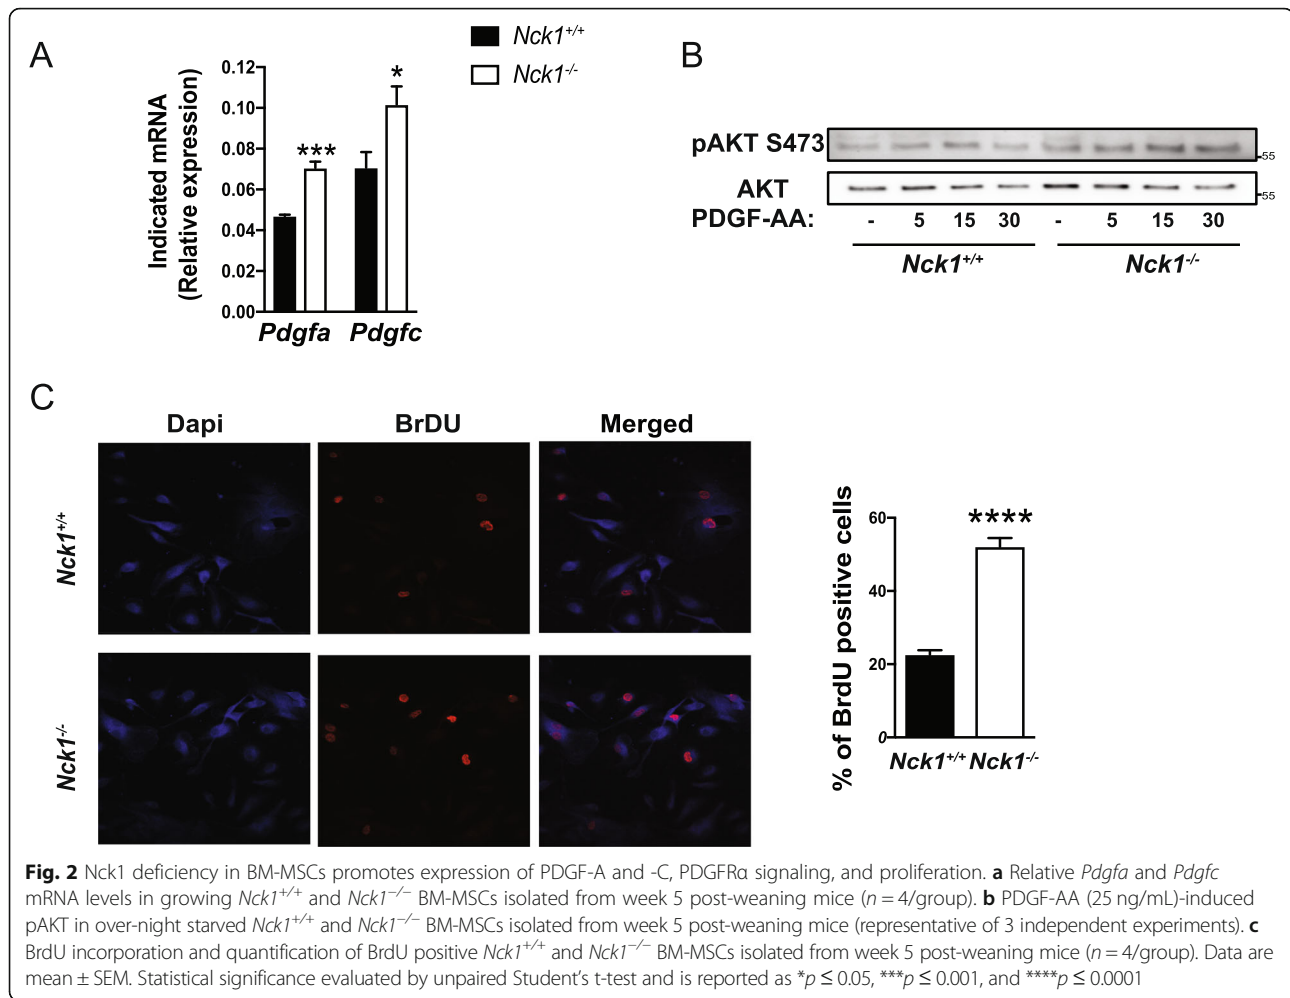 A
Nck1+/+
Nck1-/-
Indicated mRNA
(Relative expression)
0.12
0.10
0.08
0.06
0.04
0.02
0.00
***
*
Pdgfa Pdgfc
B
pAKT S473
55
AKT
55
PDGF-AA: - 5 15 30 - 5 15 30
Nck1+/+ Nck1-/-
C
Dapi BrDU Merged
Nck1+/+
Nck1-/-
% of BrdU positive cells
60
40
20
0
****
Nck1+/+ Nck1-/-
Fig. 2 Nck1 deficiency in BM-MSCs promotes expression of PDGF-A and -C, PDGFRα signaling, and proliferation. a Relative Pdgfa and Pdgfc
mRNA levels in growing Nck1+/+ and Nck1−/− BM-MSCs isolated from week 5 post-weaning mice (n = 4/group). b PDGF-AA (25 ng/mL)-induced
pAKT in over-night starved Nck1+/+ and Nck1−/− BM-MSCs isolated from week 5 post-weaning mice (representative of 3 independent experiments). c
BrdU incorporation and quantification of BrdU positive Nck1+/+ and Nck1−/− BM-MSCs isolated from week 5 post-weaning mice (n = 4/group). Data are
mean ± SEM. Statistical significance evaluated by unpaired Student's t-test and is reported as *p ≤ 0.05, ***p ≤ 0.001, and ****p ≤ 0.0001